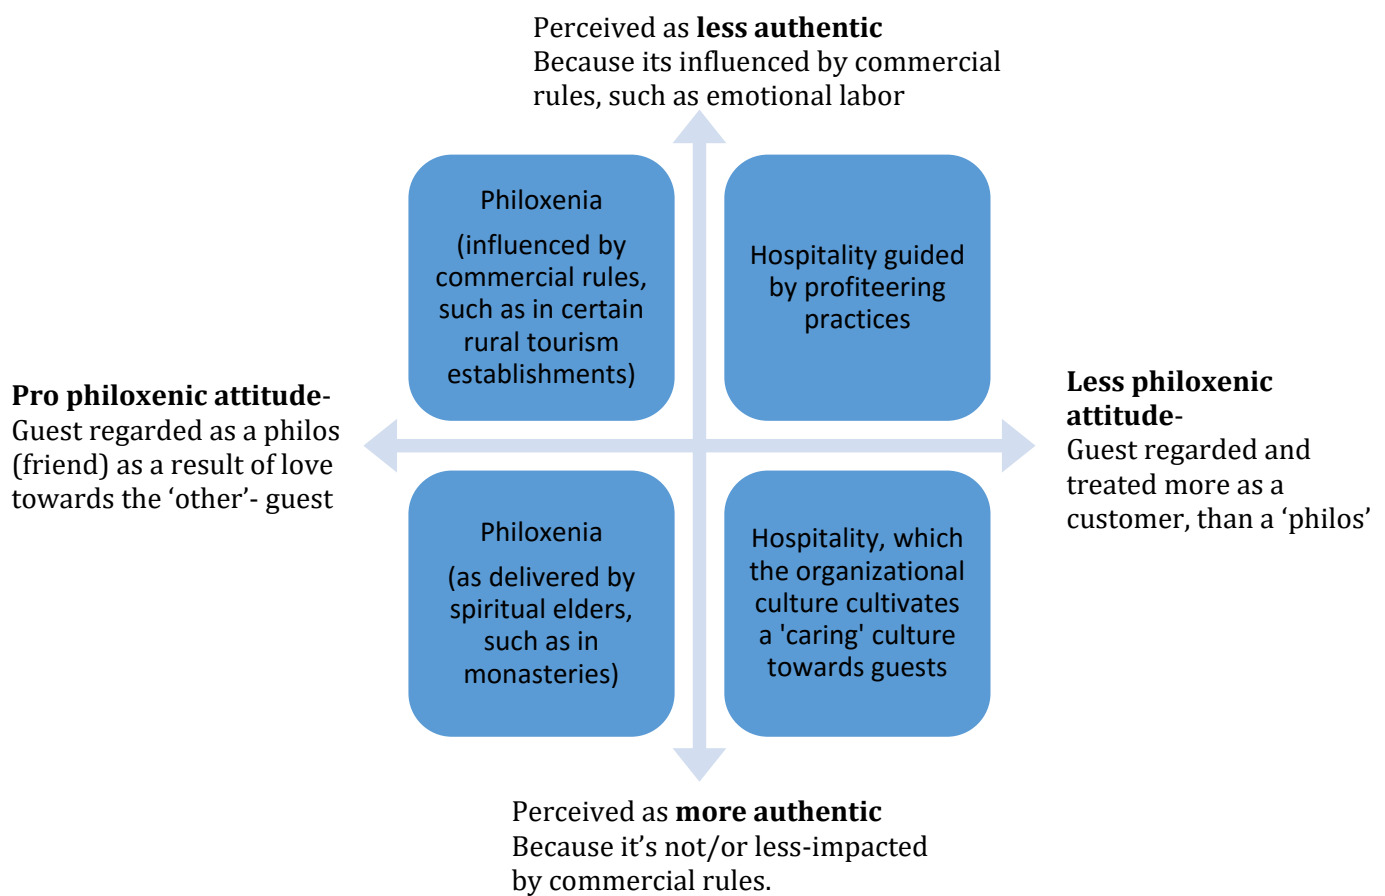 Perceived as less authentic
Because its influenced by commercial
rules, such as emotional labor
Philoxenia
(influenced by
commercial rules,
such as in certain
rural tourism
establishments)
Hospitality guided
by profiteering
practices
Pro philoxenic attitude-
Guest regarded as a philos
(friend) as a result of love
towards the ‘other’- guest
Less philoxenic
attitude-
Guest regarded and
treated more as a
customer, than a ‘philos’
Philoxenia
(as delivered by
spiritual elders,
such as in
monasteries)
Hospitality, which
the organizational
culture cultivates
a 'caring' culture
towards guests
Perceived as more authentic
Because it’s not/or less-impacted
by commercial rules.